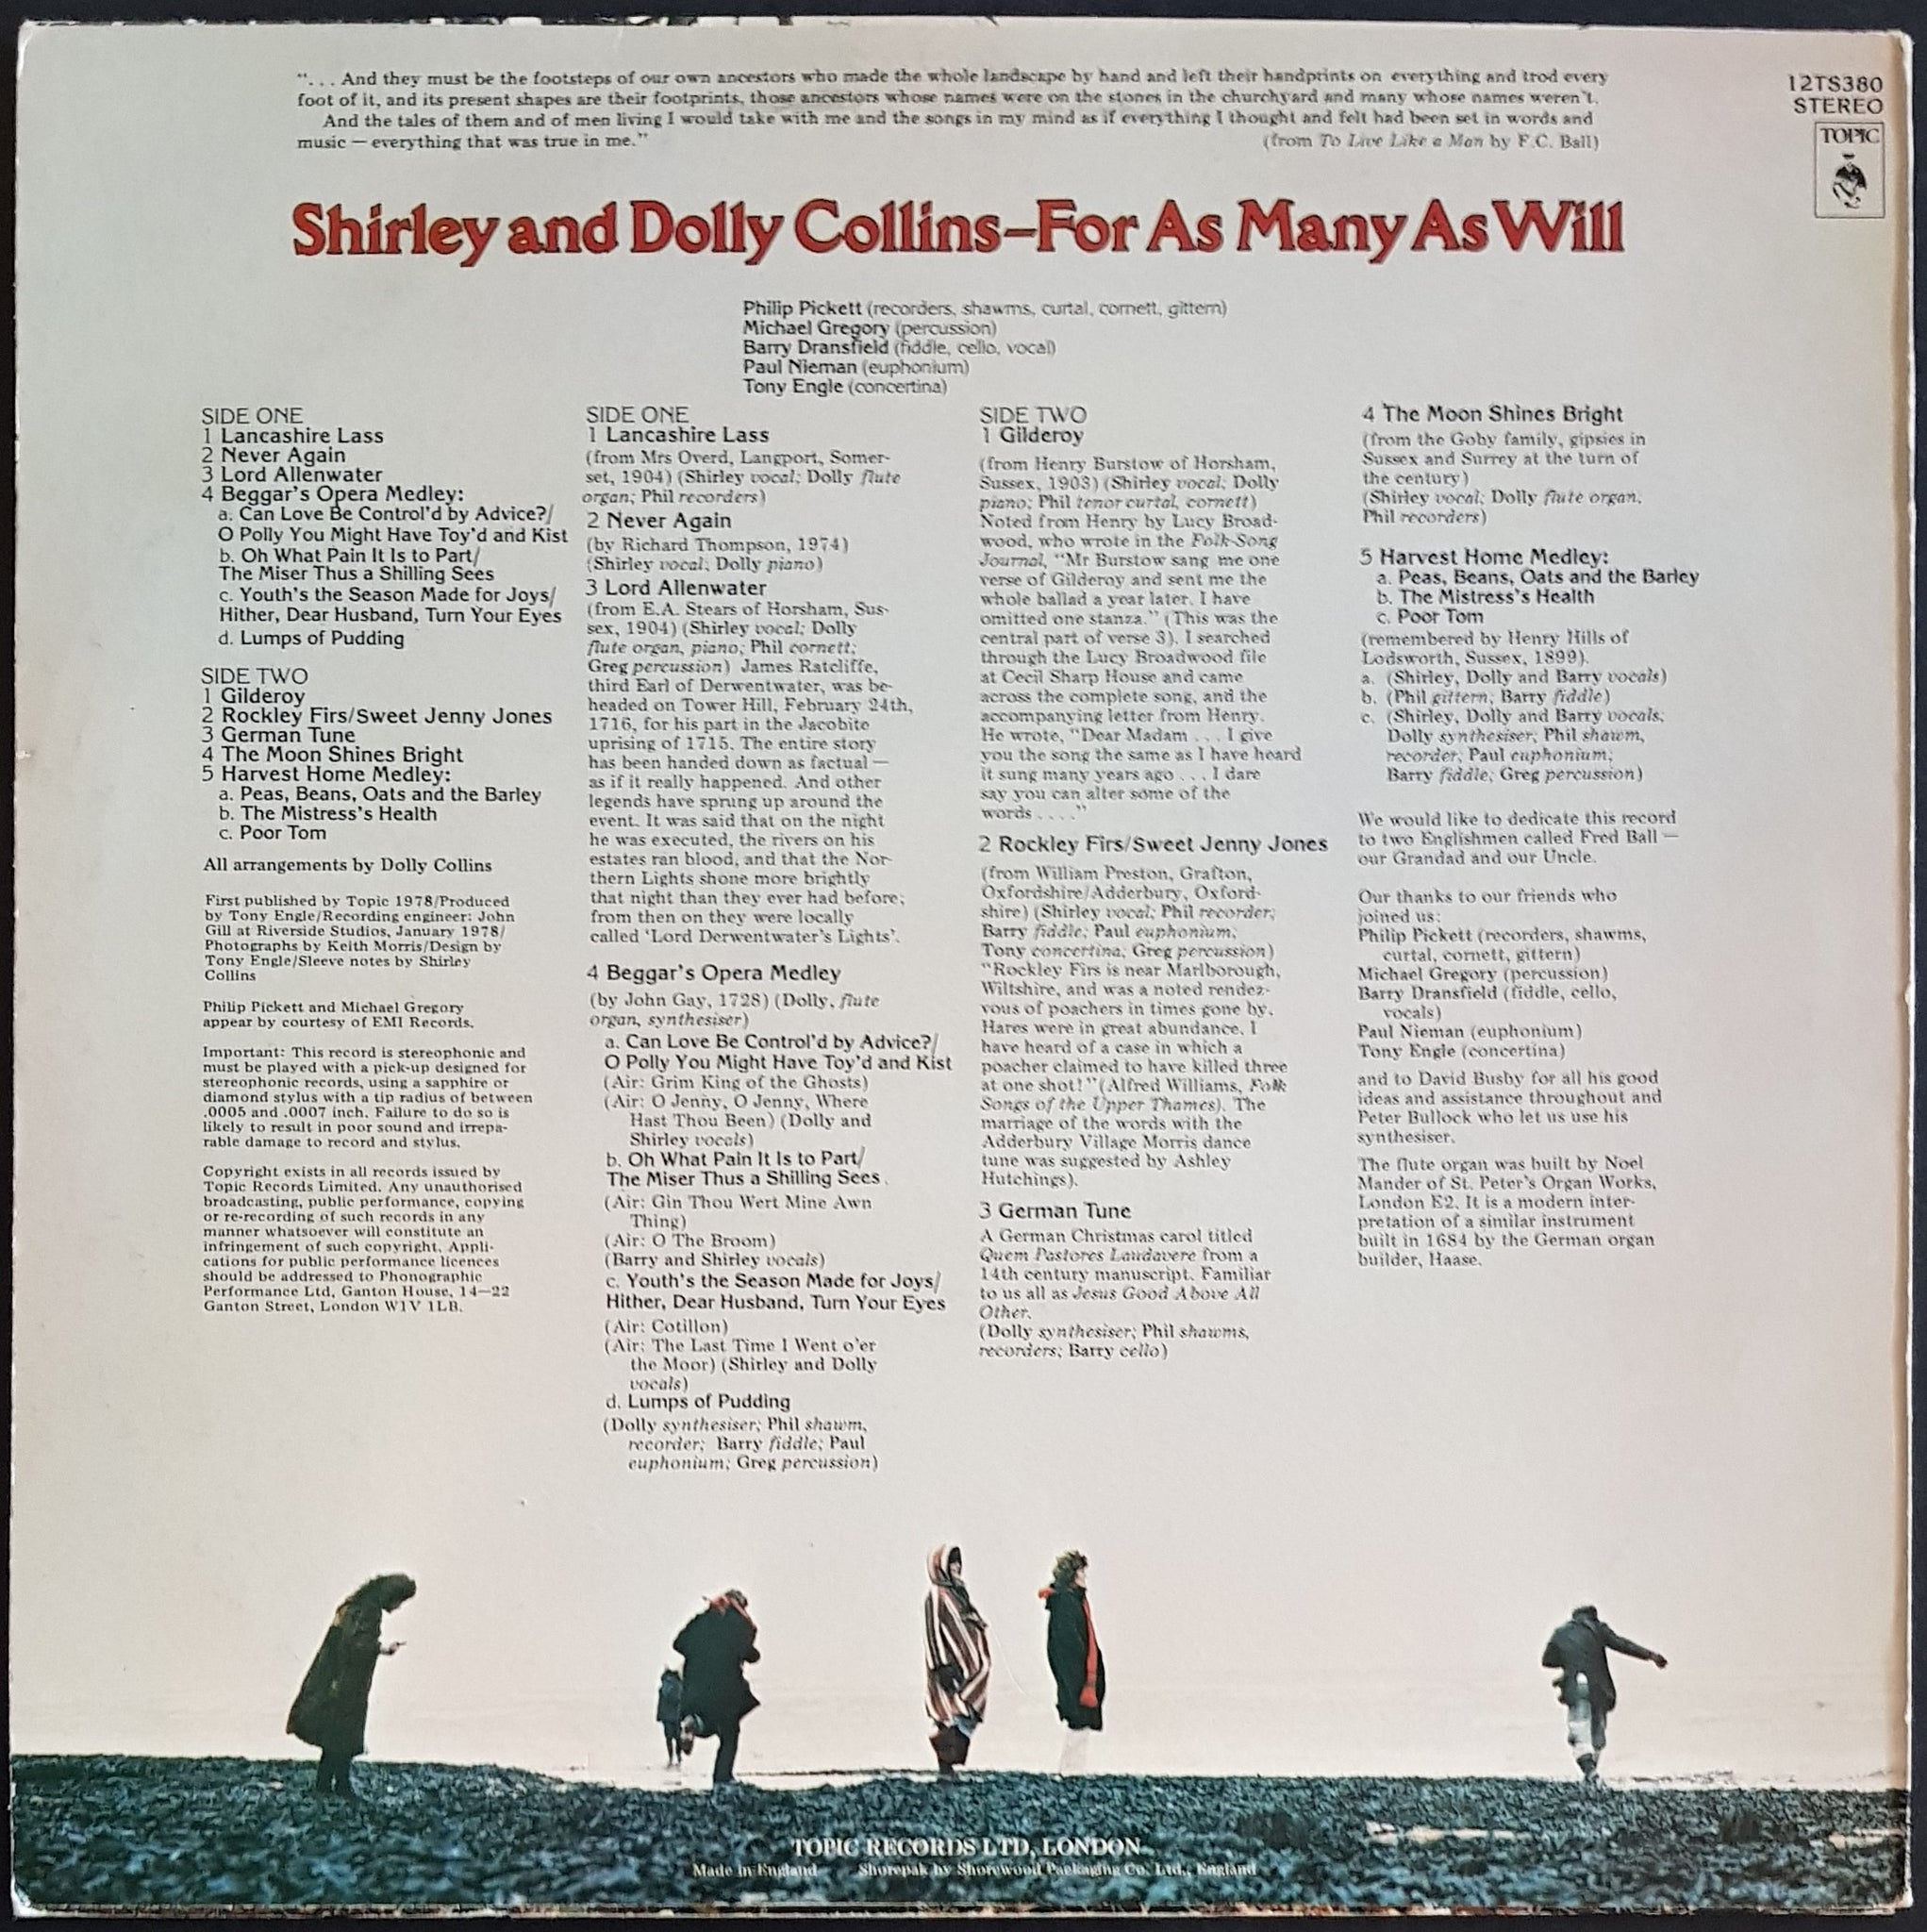 "... And they must be the footsteps of our own ancestors who made the whole landscape by hand and left their handprints on everything and trod every
foot of it, and its present shapes are their footprints, those ancestors whose names were on the stones in the churchyard and many whose names weren't.
And the tales of them and of men living I would take with me and the songs in my mind as if everything I thought and felt had been set in words and
music — everything that was true in me."
(from To Live Like a Man by F.C. Ball)
12TS380
STEREO
TOPIC
Shirley and Dolly Collins–For As Many As Will
Philip Pickett (recorders, shawms, curtal, cornett, gittern)
Michael Gregory (percussion)
Barry Dransfield (fiddle, cello, vocal)
Paul Nieman (euphonium)
Tony Engle (concertina)
SIDE ONE
1 Lancashire Lass
2 Never Again
3 Lord Allenwater
4 Beggar's Opera Medley:
a. Can Love Be Control'd by Advice?/
O Polly You Might Have Toy'd and Kist
b. Oh What Pain It Is to Part/
The Miser Thus a Shilling Sees
c. Youth's the Season Made for Joys/
Hither, Dear Husband, Turn Your Eyes
d. Lumps of Pudding
SIDE TWO
1 Gilderoy
2 Rockley Firs/Sweet Jenny Jones
3 German Tune
4 The Moon Shines Bright
5 Harvest Home Medley:
a. Peas, Beans, Oats and the Barley
b. The Mistress's Health
c. Poor Tom
All arrangements by Dolly Collins
First published by Topic 1978/Produced
by Tony Engle/Recording engineer: John
Gill at Riverside Studios, January 1978/
Photographs by Keith Morris/Design by
Tony Engle/Sleeve notes by Shirley
Collins
Philip Pickett and Michael Gregory
appear by courtesy of EMI Records.
Important: This record is stereophonic and
must be played with a pick-up designed for
stereophonic records, using a sapphire or
diamond stylus with a tip radius of between
.0005 and .0007 inch. Failure to do so is
likely to result in poor sound and irrepa-
rable damage to record and stylus.
Copyright exists in all records issued by
Topic Records Limited. Any unauthorised
broadcasting, public performance, copying
or re-recording of such records in any
manner whatsoever will constitute an
infringement of such copyright. Appli-
cations for public performance licences
should be addressed to Phonographic
Performance Ltd, Ganton House, 14—22
Ganton Street, London W1V 1LB.
SIDE ONE
1 Lancashire Lass
(from Mrs Overd, Langport, Somer-
set, 1904) (Shirley vocal; Dolly flute
organ; Phil recorders)
2 Never Again
(by Richard Thompson, 1974)
(Shirley vocal; Dolly piano)
3 Lord Allenwater
(from E.A. Stears of Horsham, Sus-
sex, 1904) (Shirley vocal; Dolly
flute organ, piano; Phil cornett;
Greg percussion) James Ratcliffe,
third Earl of Derwentwater, was be-
headed on Tower Hill, February 24th,
1716, for his part in the Jacobite
uprising of 1715. The entire story
has been handed down as factual —
as if it really happened. And other
legends have sprung up around the
event. It was said that on the night
he was executed, the rivers on his
estates ran blood, and that the Nor-
thern Lights shone more brightly
that night than they ever had before;
from then on they were locally
called 'Lord Derwentwater's Lights'.
4 Beggar's Opera Medley
(by John Gay, 1728) (Dolly, flute
organ, synthesiser)
a. Can Love Be Control'd by Advice?/
O Polly You Might Have Toy'd and Kist
(Air: Grim King of the Ghosts)
(Air: O Jenny, O Jenny, Where
Hast Thou Been) (Dolly and
Shirley vocals)
b. Oh What Pain It Is to Part/
The Miser Thus a Shilling Sees
(Air: Gin Thou Wert Mine Awn
Thing)
(Air: O The Broom)
(Barry and Shirley vocals)
c. Youth's the Season Made for Joys/
Hither, Dear Husband, Turn Your Eyes
(Air: Cotillon)
(Air: The Last Time I Went o'er
the Moor) (Shirley and Dolly
vocals)
d. Lumps of Pudding
(Dolly synthesiser; Phil shawm,
recorder; Barry fiddle; Paul
euphonium; Greg percussion)
SIDE TWO
1 Gilderoy
(from Henry Burstow of Horsham,
Sussex, 1903) (Shirley vocal; Dolly
piano; Phil tenor curtal, cornett)
Noted from Henry by Lucy Broad-
wood, who wrote in the Folk-Song
Journal, "Mr Burstow sang me one
verse of Gilderoy and sent me the
whole ballad a year later. I have
omitted one stanza." (This was the
central part of verse 3). I searched
through the Lucy Broadwood file
at Cecil Sharp House and came
across the complete song, and the
accompanying letter from Henry.
He wrote, "Dear Madam ... I give
you the song the same as I have heard
it sung many years ago ... I dare
say you can alter some of the
words ...."
2 Rockley Firs/Sweet Jenny Jones
(from William Preston, Grafton,
Oxfordshire/Adderbury, Oxford-
shire) (Shirley vocal; Phil recorder;
Barry fiddle; Paul euphonium;
Tony concertina; Greg percussion)
"Rockley Firs is near Marlborough,
Wiltshire, and was a noted rendez-
vous of poachers in times gone by.
Hares were in great abundance. I
have heard of a case in which a
poacher claimed to have killed three
at one shot!" (Alfred Williams, Folk
Songs of the Upper Thames). The
marriage of the words with the
Adderbury Village Morris dance
tune was suggested by Ashley
Hutchings).
3 German Tune
A German Christmas carol titled
Quem Pastores Laudavere from a
14th century manuscript. Familiar
to us all as Jesus Good Above All
Other.
(Dolly synthesiser; Phil shawms,
recorders; Barry cello)
4 The Moon Shines Bright
(from the Goby family, gipsies in
Sussex and Surrey at the turn of
the century)
(Shirley vocal; Dolly flute organ,
Phil recorders)
5 Harvest Home Medley:
a. Peas, Beans, Oats and the Barley
b. The Mistress's Health
c. Poor Tom
(remembered by Henry Hills of
Lodsworth, Sussex, 1899).
a. (Shirley, Dolly and Barry vocals)
b. (Phil gittern; Barry fiddle)
c. (Shirley, Dolly and Barry vocals;
Dolly synthesiser; Phil shawm,
recorder; Paul euphonium;
Barry fiddle; Greg percussion)
We would like to dedicate this record
to two Englishmen called Fred Ball —
our Grandad and our Uncle.
Our thanks to our friends who
joined us:
Philip Pickett (recorders, shawms,
curtal, cornett, gittern)
Michael Gregory (percussion)
Barry Dransfield (fiddle, cello,
vocals)
Paul Nieman (euphonium)
Tony Engle (concertina)
and to David Busby for all his good
ideas and assistance throughout and
Peter Bullock who let us use his
synthesiser.
The flute organ was built by Noel
Mander of St. Peter's Organ Works,
London E2. It is a modern inter-
pretation of a similar instrument
built in 1684 by the German organ
builder, Haase.
TOPIC RECORDS LTD, LONDON
Made in England Shorepak by Shorewood Packaging Co. Ltd., England